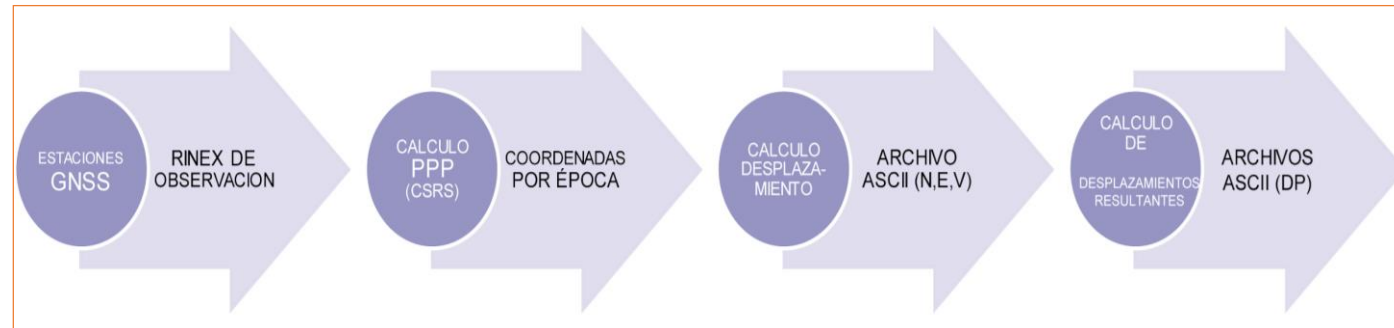 ESTACIONES
GNSS
RINEX DE
OBSERVACION
CALCULO
PPP
(CSRS)
COORDENADAS
POR ÉPOCA
CALCULO
DESPLAZA-
MIENTO
ARCHIVO
ASCII (N,E,V)
CALCULO
DE
DESPLAZAMIENTOS
RESULTANTES
ARCHIVOS
ASCII (DP)